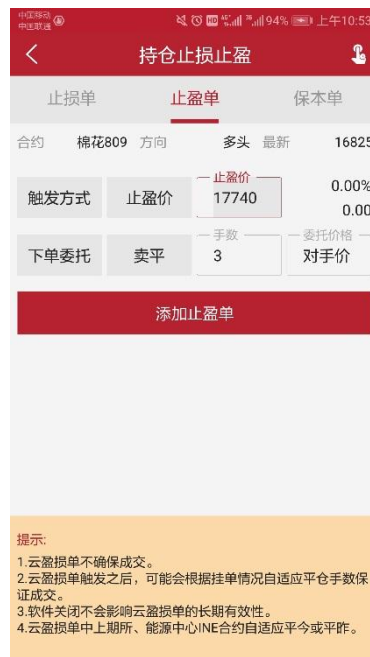 中国移动
中国联通
HD 46 .ill 94% 上午10:53
持仓止损止盈
止损单 止盈单 保本单
合约 棉花809 方向 多头 最新 16825
触发方式 止盈价 止盈价 17740 0.00%
0.00
下单委托 卖平 手数 3 委托价格 对手价
添加止盈单
提示:
1.云盈损单不确保成交。
2.云盈损单触发之后，可能会根据挂单情况自适应平仓手数保
证成交。
3.软件关闭不会影响云盈损单的长期有效性。
4.云盈损单中上期所、能源中心INE合约自适应平今或平昨。